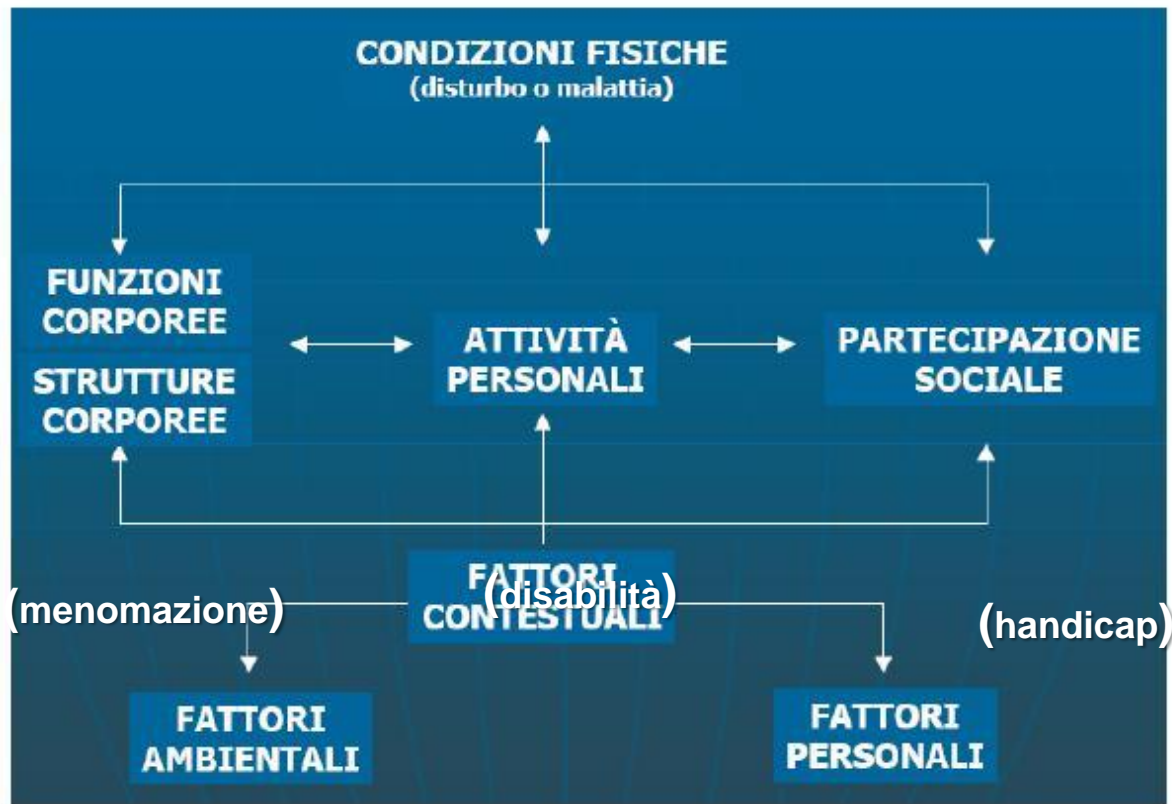 CONDIZIONI FISICHE
(disturbo o malattia)
FUNZIONI
CORPOREE
STRUTTURE
CORPOREE
ATTIVITÀ
PERSONALI
PARTECIPAZIONE
SOCIALE
FATTORI
CONTESTUALI
(menomazione)
(disabilità)
(handicap)
FATTORI
AMBIENTALI
FATTORI
PERSONALI